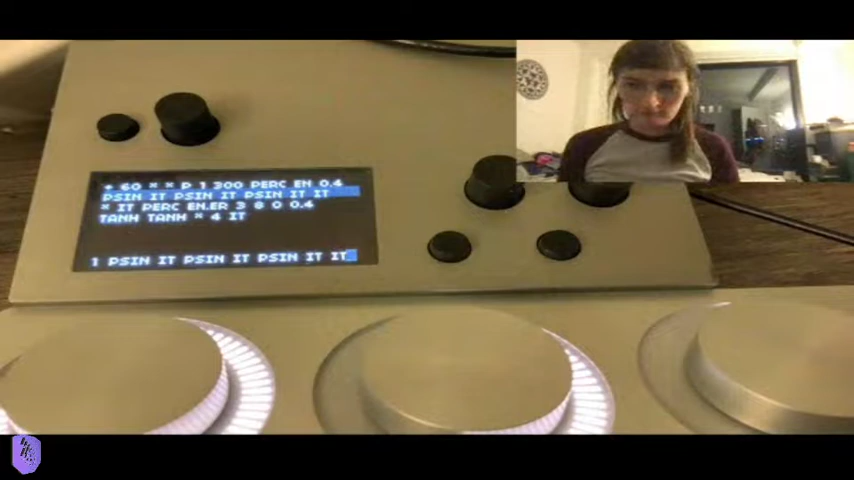 + 60 × × P 1 300 PERC EN 0.4
PSIN IT PSIN IT PSIN IT IT
× IT PERC EN.ER 3 8 0 0.4
TANH TANH × 4 IT
1 PSIN IT PSIN IT PSIN IT IT